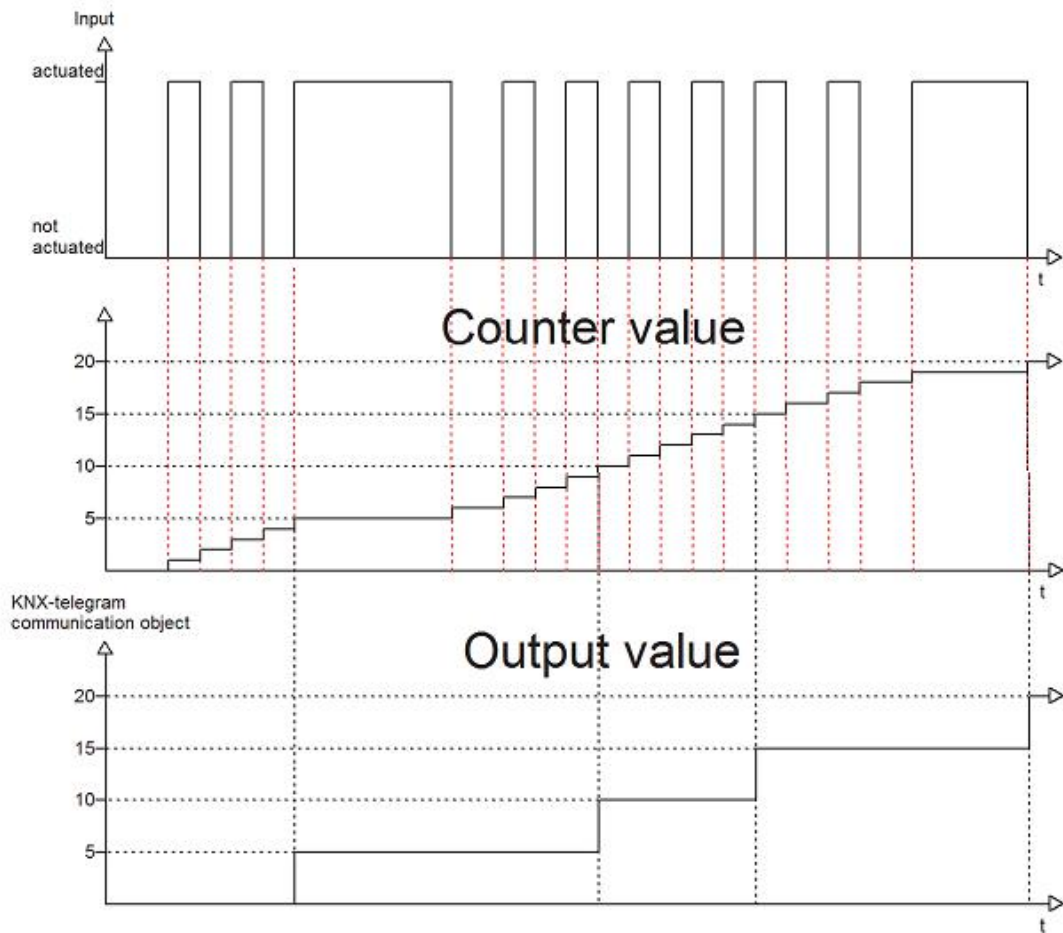 Input
actuated
not
actuated
t
Counter value
20
15
10
5
t
KNX-telegram
communication object
Output value
20
15
10
5
t